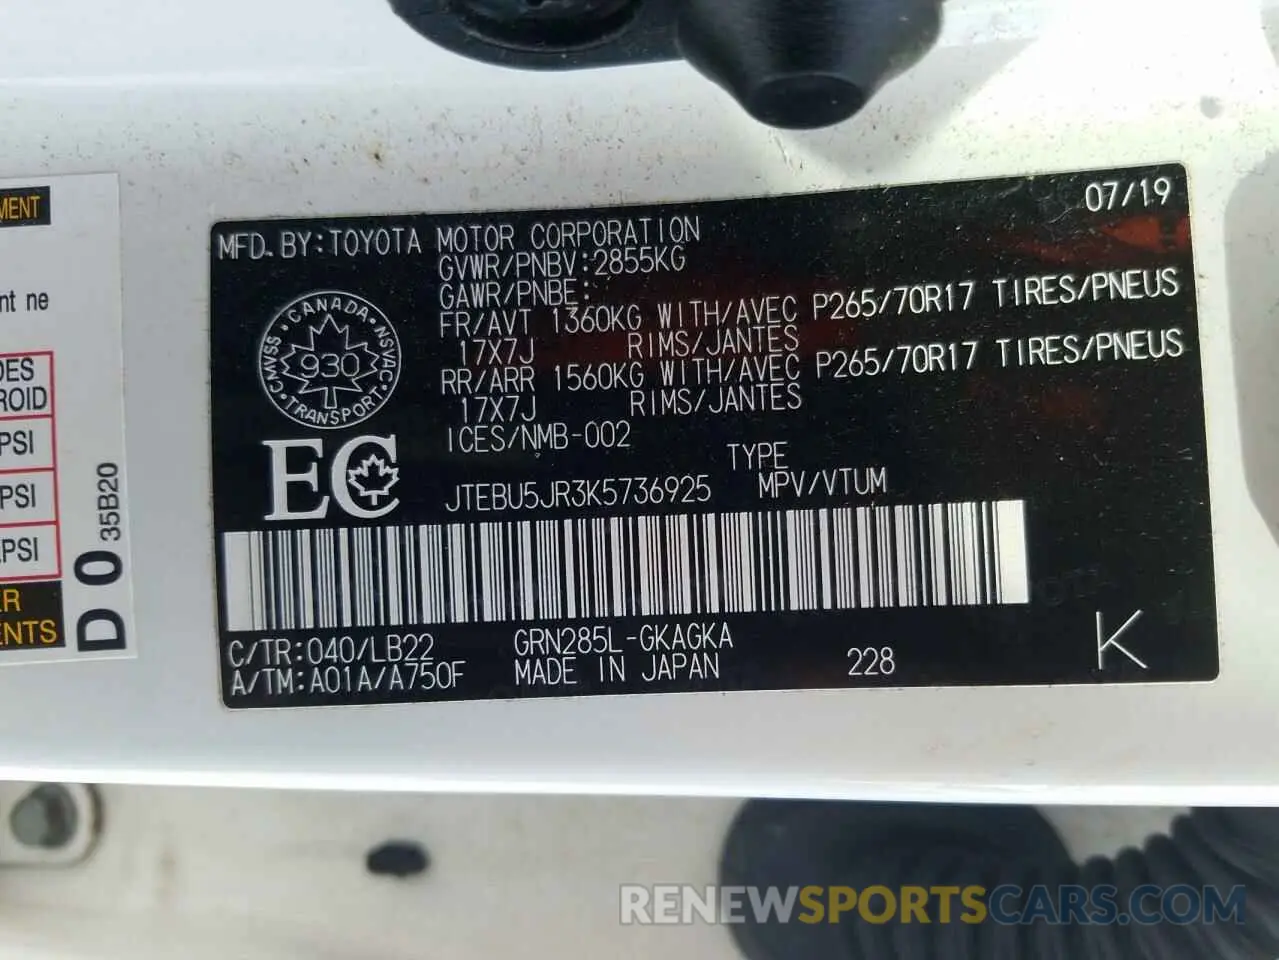 MENT
nt ne
DES
ROID
PSI
PSI
PSI
ER
ENTS
D 0
35B20
07/19
MFD. BY: TOYOTA MOTOR CORPORATION
GVWR/PNBV: 2855KG
GAWR/PNBE:
FR/AVT 1360KG WITH/AVEC P265/70R17 TIRES/PNEUS
17X7J RIMS/JANTES
RR/ARR 1560KG WITH/AVEC P265/70R17 TIRES/PNEUS
17X7J RIMS/JANTES
ICES/NMB-002
CMVSS • CANADA • NSVAC • TRANSPORT •
930
EC
TYPE
JTEBU5JR3K5736925 MPV/VTUM
C/TR: 040/LB22 GRN285L-GKAGKA
A/TM: A01A/A750F MADE IN JAPAN 228
K
RENEWSPORTSCARS.COM